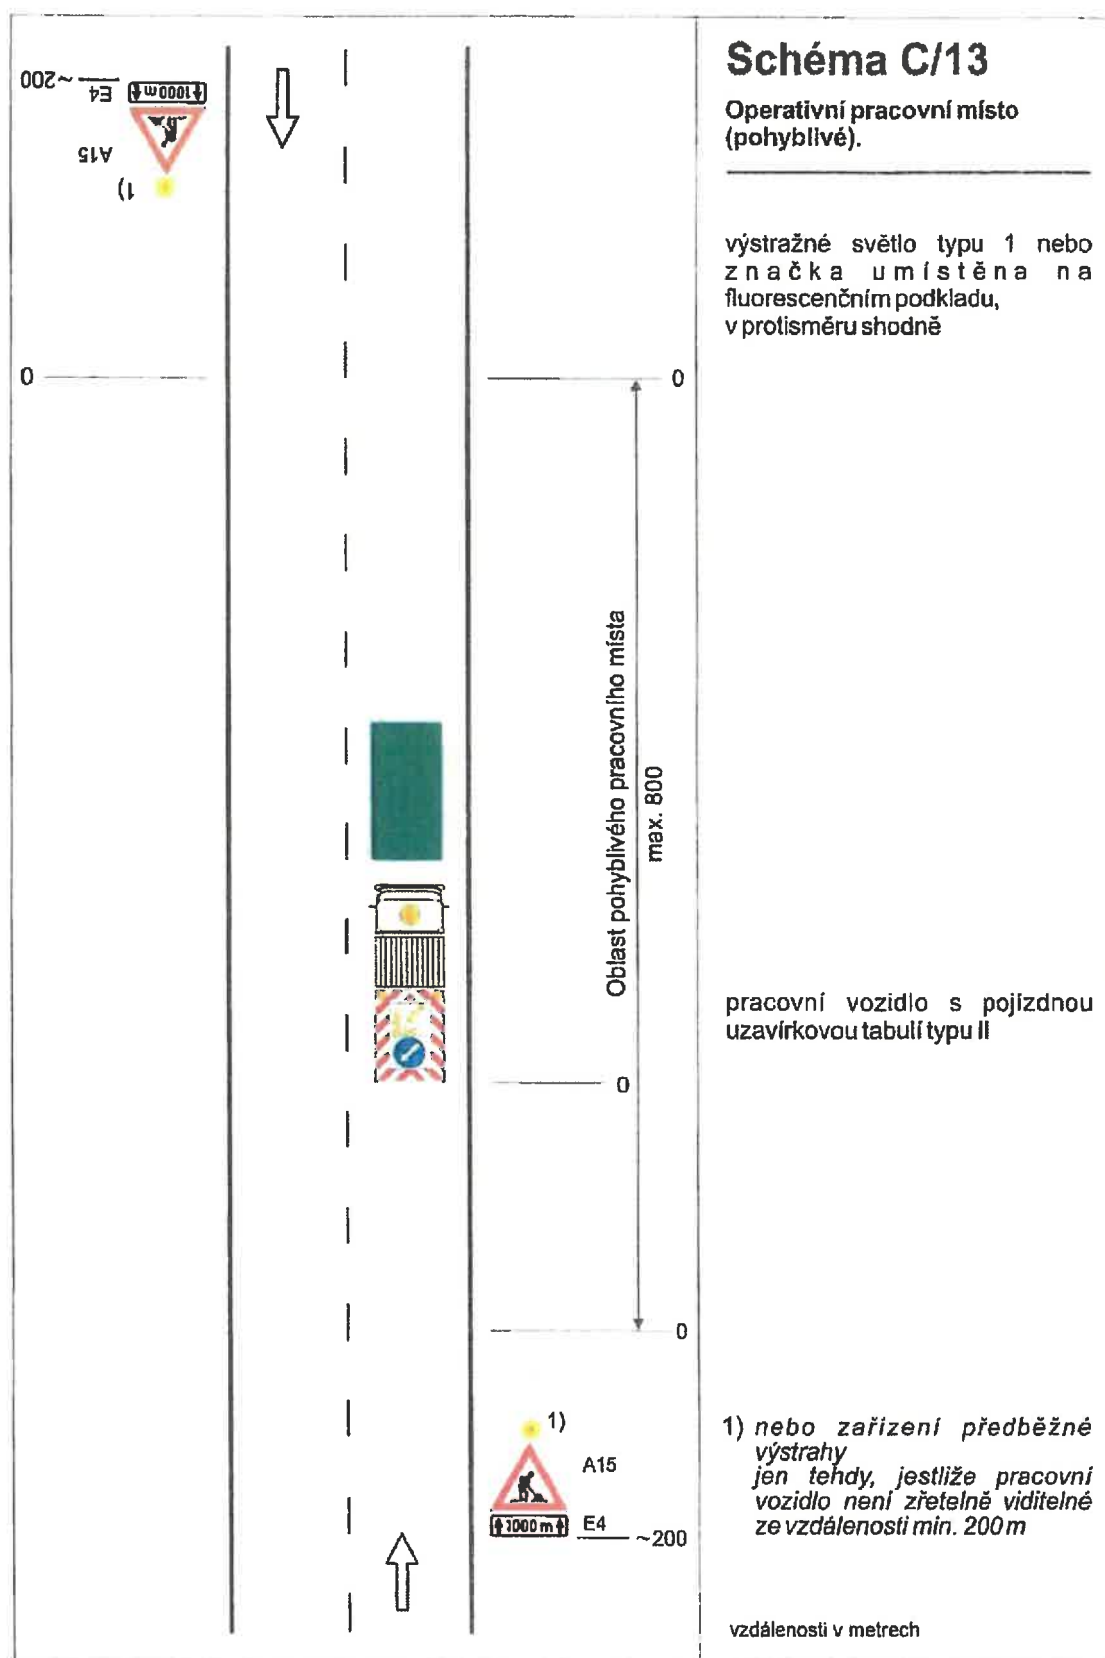 Schéma C/13
Operativní pracovní místo
(pohyblivé).
výstražné světlo typu 1 nebo
značka umístěna na
fluorescenčním podkladu,
v protisměru shodně
200~
E4
1000 m
A15
1)
0
0
Oblast pohyblivého pracovního místa
max. 800
pracovní vozidlo s pojízdnou
uzavírkovou tabulí typu II
0
0
1)
A15
1000 m
E4
~200
1) nebo zařízení předběžné
výstrahy
jen tehdy, jestliže pracovní
vozidlo není zřetelně viditelné
ze vzdálenosti min. 200 m
vzdálenosti v metrech